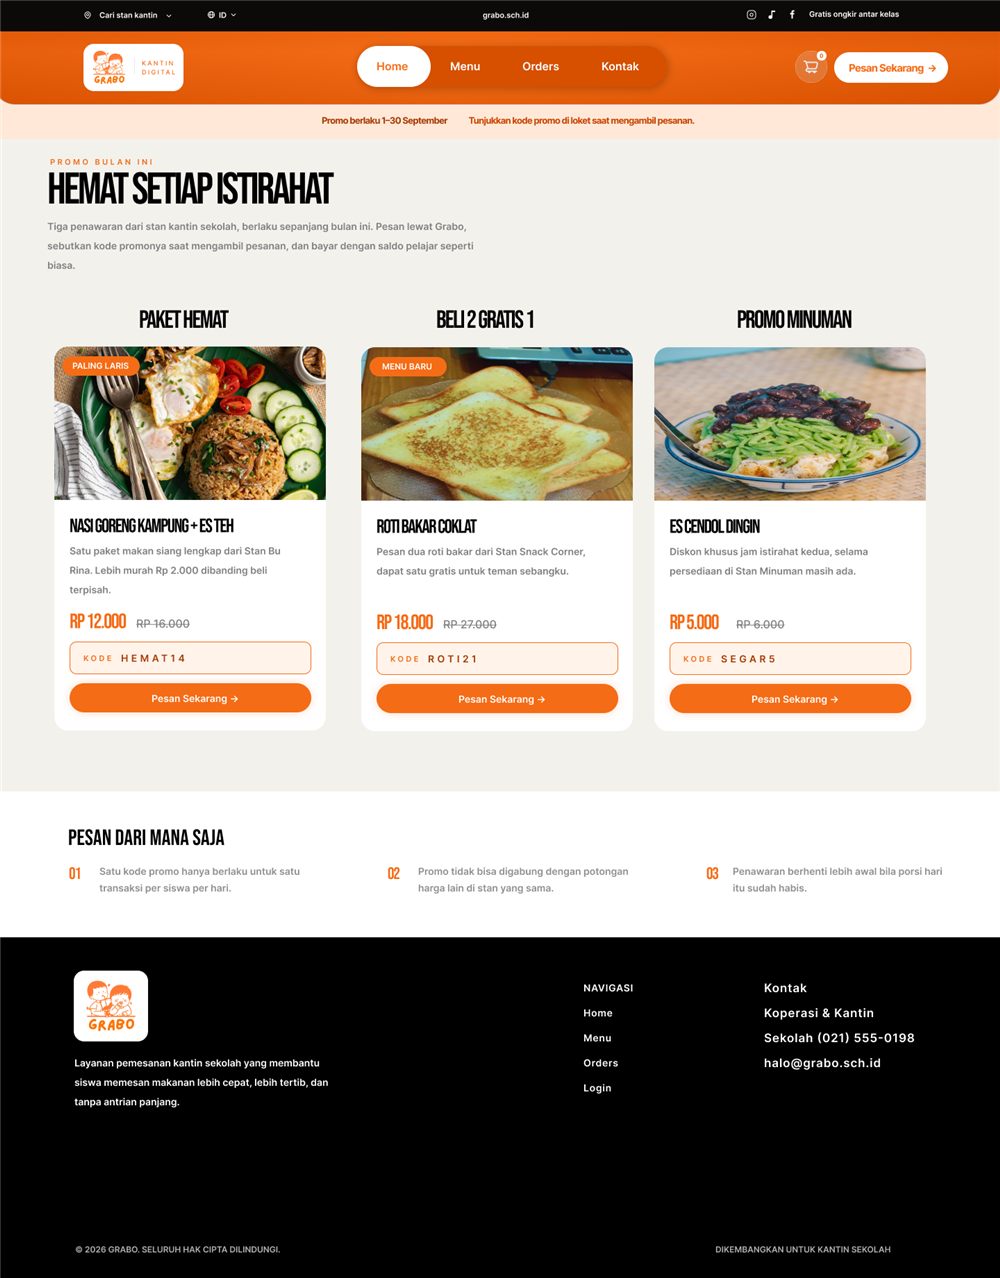 Cari stan kantin
ID
grabo.sch.id
Gratis ongkir antar kelas
GRABO
KANTIN
DIGITAL
Home
Menu
Orders
Kontak
0
Pesan Sekarang →
Promo berlaku 1–30 September
Tunjukkan kode promo di loket saat mengambil pesanan.
PROMO BULAN INI
HEMAT SETIAP ISTIRAHAT
Tiga penawaran dari stan kantin sekolah, berlaku sepanjang bulan ini. Pesan lewat Grabo,
sebutkan kode promonya saat mengambil pesanan, dan bayar dengan saldo pelajar seperti
biasa.
PAKET HEMAT
PALING LARIS
NASI GORENG KAMPUNG + ES TEH
Satu paket makan siang lengkap dari Stan Bu
Rina. Lebih murah Rp 2.000 dibanding beli
terpisah.
RP 12.000 RP 16.000
KODE HEMAT14
Pesan Sekarang →
BELI 2 GRATIS 1
MENU BARU
ROTI BAKAR COKLAT
Pesan dua roti bakar dari Stan Snack Corner,
dapat satu gratis untuk teman sebangku.
RP 18.000 RP 27.000
KODE ROTI21
Pesan Sekarang →
PROMO MINUMAN
ES CENDOL DINGIN
Diskon khusus jam istirahat kedua, selama
persediaan di Stan Minuman masih ada.
RP 5.000 RP 6.000
KODE SEGAR5
Pesan Sekarang →
PESAN DARI MANA SAJA
01
Satu kode promo hanya berlaku untuk satu
transaksi per siswa per hari.
02
Promo tidak bisa digabung dengan potongan
harga lain di stan yang sama.
03
Penawaran berhenti lebih awal bila porsi hari
itu sudah habis.
GRABO
Layanan pemesanan kantin sekolah yang membantu
siswa memesan makanan lebih cepat, lebih tertib, dan
tanpa antrian panjang.
NAVIGASI
Home
Menu
Orders
Login
Kontak
Koperasi & Kantin
Sekolah (021) 555-0198
halo@grabo.sch.id
© 2026 GRABO. SELURUH HAK CIPTA DILINDUNGI.
DIKEMBANGKAN UNTUK KANTIN SEKOLAH